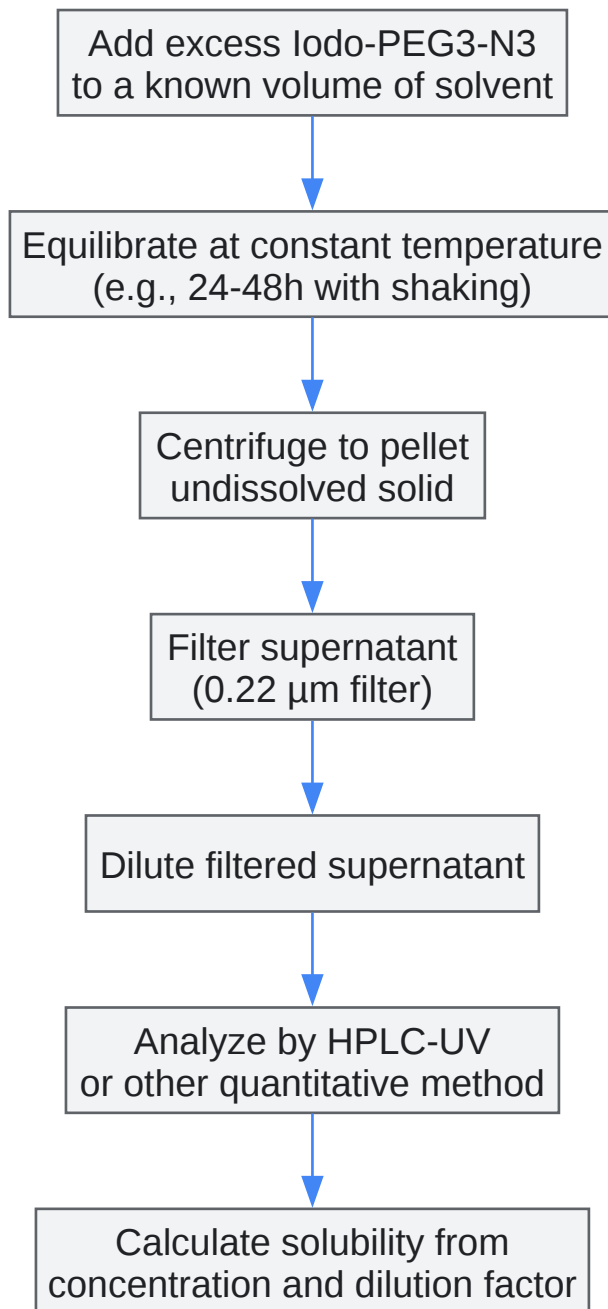 Add excess Iodo-PEG3-N3
to a known volume of solvent
Equilibrate at constant temperature
(e.g., 24-48h with shaking)
Centrifuge to pellet
undissolved solid
Filter supernatant
(0.22 µm filter)
Dilute filtered supernatant
Analyze by HPLC-UV
or other quantitative method
Calculate solubility from
concentration and dilution factor